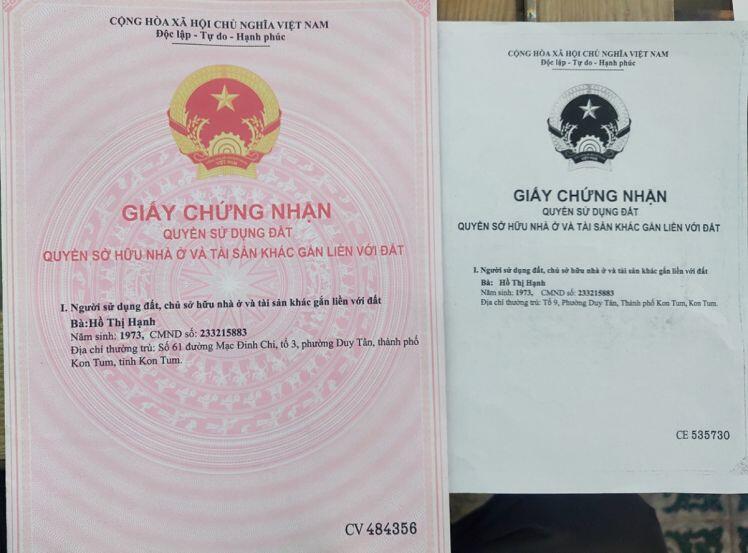 CỘNG HÒA XÃ HỘI CHỦ NGHĨA VIỆT NAM
Độc lập - Tự do - Hạnh phúc
VIỆT NAM
GIẤY CHỨNG NHẬN
QUYỀN SỬ DỤNG ĐẤT
QUYỀN SỞ HỮU NHÀ Ở VÀ TÀI SẢN KHÁC GẮN LIỀN VỚI ĐẤT
I. Người sử dụng đất, chủ sở hữu nhà ở và tài sản khác gắn liền với đất
Bà:Hồ Thị Hạnh
Năm sinh: 1973, CMND số: 233215883
Địa chỉ thường trú: Số 61 đường Mạc Đĩnh Chi, tổ 3, phường Duy Tân, thành phố
Kon Tum, tỉnh Kon Tum.
CV 484356
CỘNG HÒA XÃ HỘI CHỦ NGHĨA VIỆT NAM
Độc lập - Tự do - Hạnh phúc
GIẤY CHỨNG NHẬN
QUYỀN SỬ DỤNG ĐẤT
QUYỀN SỞ HỮU NHÀ Ở VÀ TÀI SẢN KHÁC GẮN LIỀN VỚI ĐẤT
I. Người sử dụng đất, chủ sở hữu nhà ở và tài sản khác gắn liền với đất
Bà: Hồ Thị Hạnh
Năm sinh: 1973, CMND số: 233215883
Địa chỉ thường trú: Tổ 9, Phường Duy Tân, Thành phố Kon Tum, Kon Tum.
CE 535730